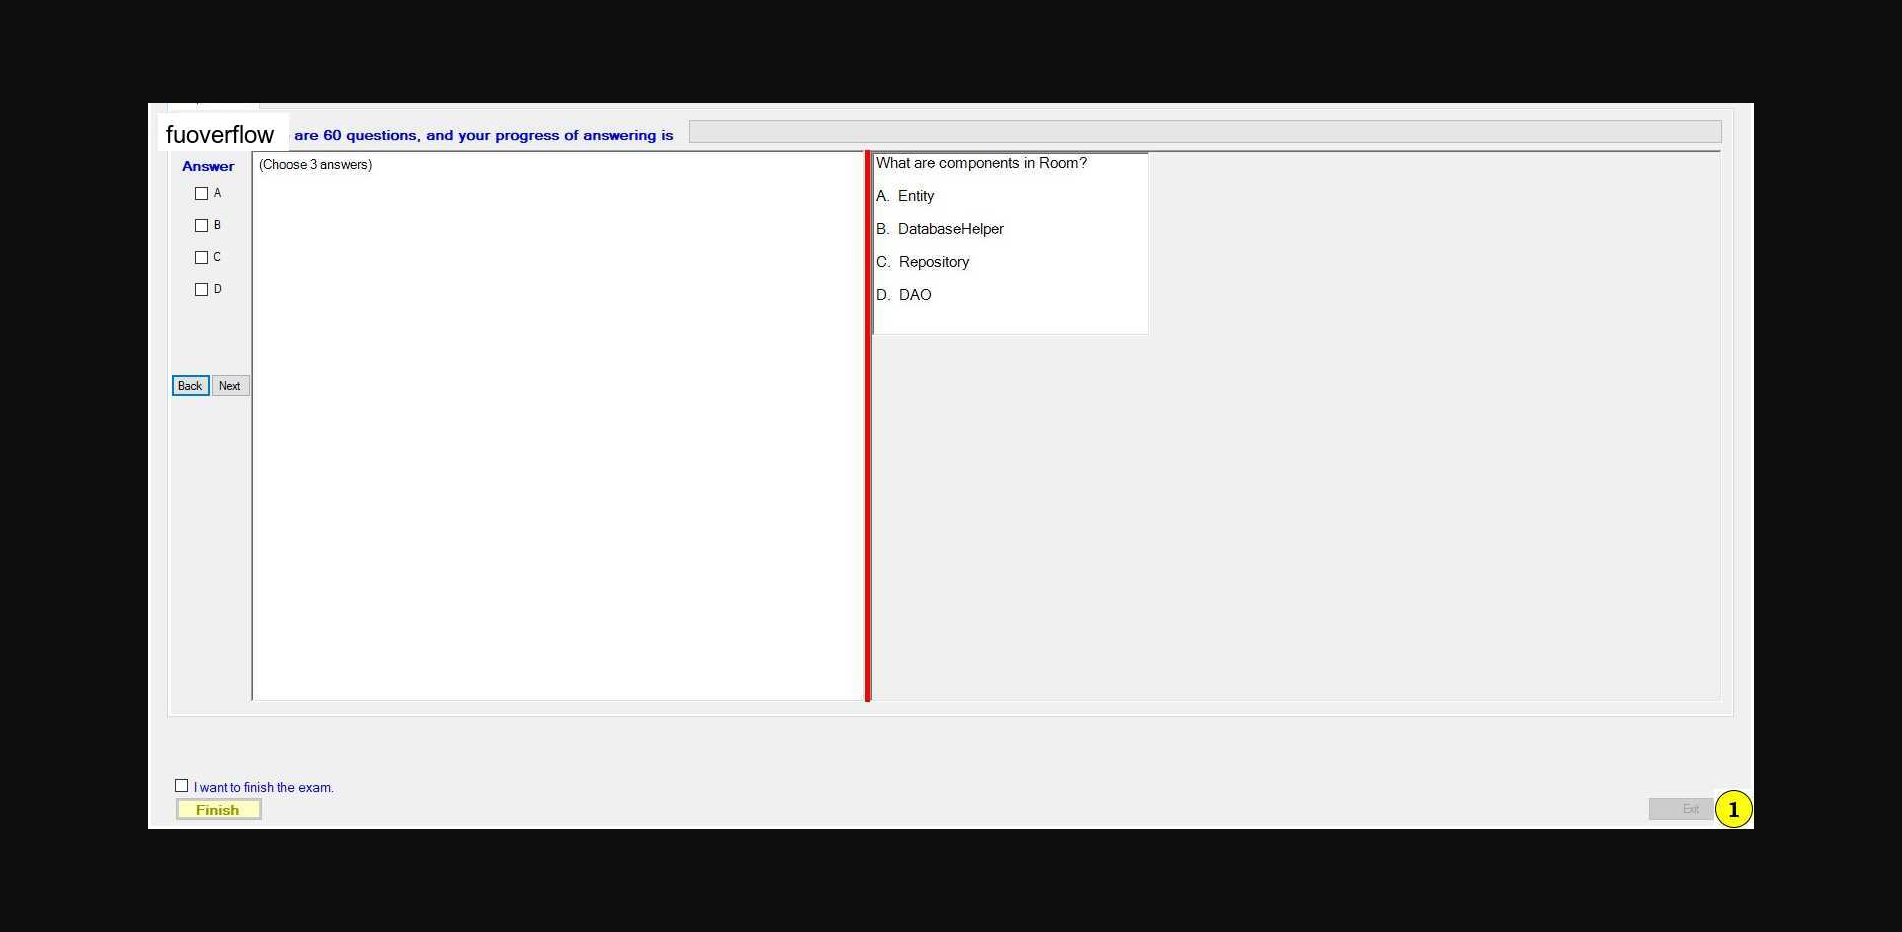 fuoverflow are 60 questions, and your progress of answering is
Answer
A
B
C
D
Back Next
(Choose 3 answers)
What are components in Room?
A. Entity
B. DatabaseHelper
C. Repository
D. DAO
I want to finish the exam.
Finish
Exit
1